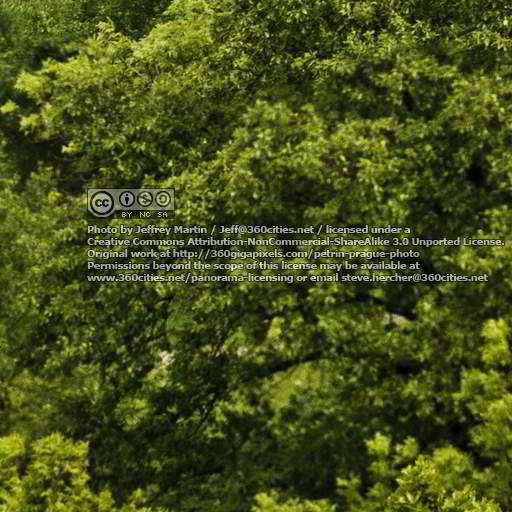 cc BY NC SA
Photo by Jeffrey Martin / Jeff@360cities.net / licensed under a
Creative Commons Attribution-NonCommercial-ShareAlike 3.0 Unported License.
Original work at http://360gigapixels.com/petrin-prague-photo
Permissions beyond the scope of this license may be available at
www.360cities.net/panorama-licensing or email steve.hercher@360cities.net